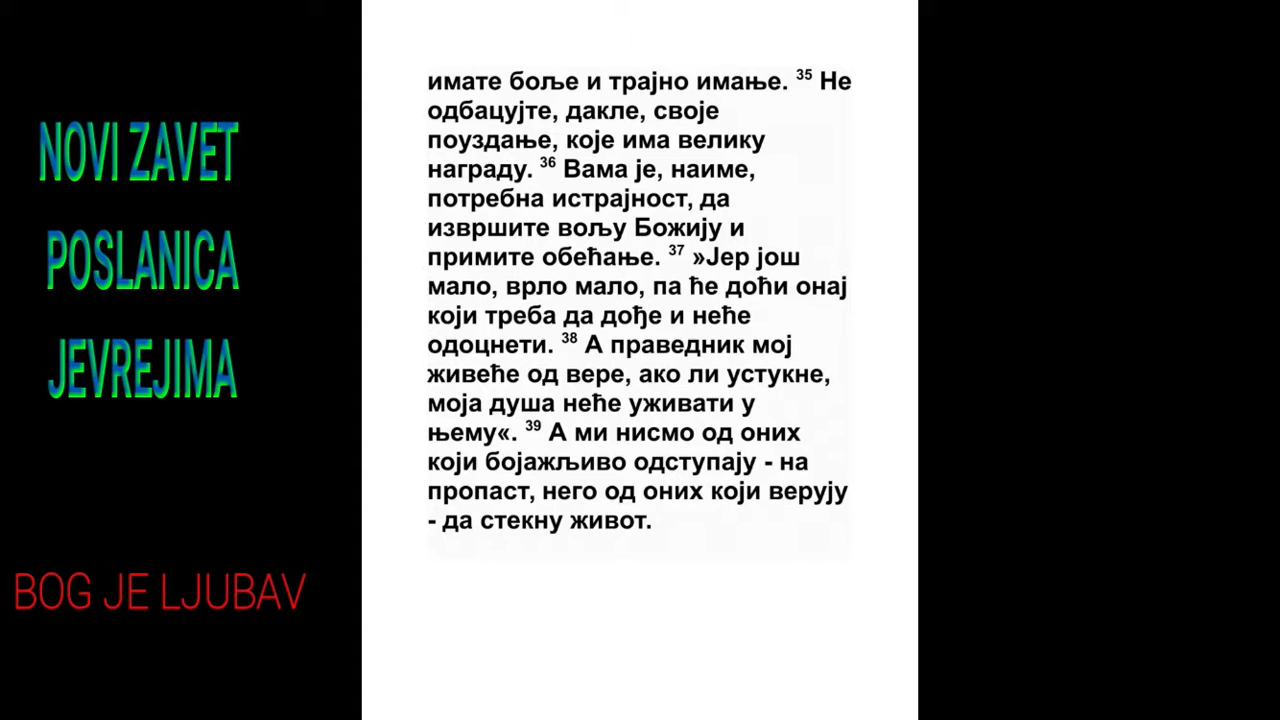 NOVI ZAVET
POSLANICA
JEVREJIMA
BOG JE LJUBAV
имате боље и трајно имање. 35 Не
одбацујте, дакле, своје
поуздање, које има велику
награду. 36 Вама је, наиме,
потребна истрајност, да
извршите вољу Божију и
примите обећање. 37 »Јер још
мало, врло мало, па ће доћи онај
који треба да дође и неће
одоцнети. 38 А праведник мој
живеће од вере, ако ли устукне,
моја душа неће уживати у
њему«. 39 А ми нисмо од оних
који бојажљиво одступају - на
пропаст, него од оних који верују
- да стекну живот.